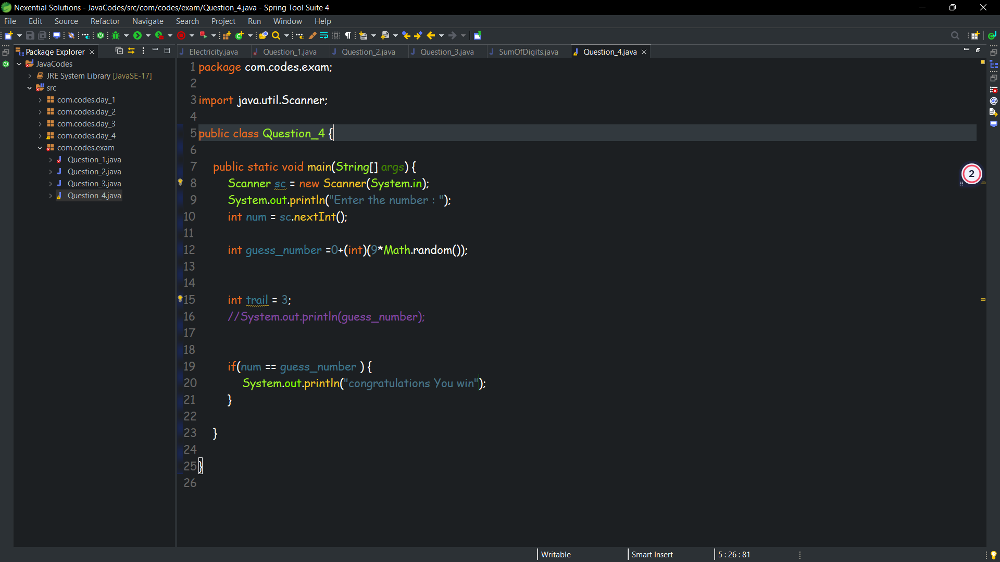 Nexential Solutions - JavaCodes/src/com/codes/exam/Question_4.java - Spring Tool Suite 4
File Edit Source Refactor Navigate Search Project Run Window Help
Package Explorer
JavaCodes
JRE System Library [JavaSE-17]
src
com.codes.day_1
com.codes.day_2
com.codes.day_3
com.codes.day_4
com.codes.exam
Question_1.java
Question_2.java
Question_3.java
Question_4.java
Electricity.java Question_1.java Question_2.java Question_3.java SumOfDigits.java Question_4.java
1 package com.codes.exam;
2
3 import java.util.Scanner;
4
5 public class Question_4 {
6
7 public static void main(String[] args) {
8 Scanner sc = new Scanner(System.in);
9 System.out.println("Enter the number : ");
10 int num = sc.nextInt();
11
12 int guess_number =0+(int)(9*Math.random());
13
14
15 int trail = 3;
16 //System.out.println(guess_number);
17
18
19 if(num == guess_number ) {
20 System.out.println("congratulations You win");
21 }
22
23 }
24
25 }
26
2
Writable Smart Insert 5 : 26 : 81